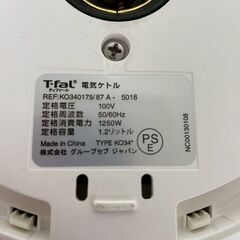 T-fal 電気ケトル
ティファール
REF:KO340175/87 A - 5018
定格電圧：100V
定格周波数：50/60Hz
定格消費電力：1250W
定格容量：1.2リットル
Made in China TYPE KO34*
株式会社 グループセブ ジャパン
PS
E
NC00130108